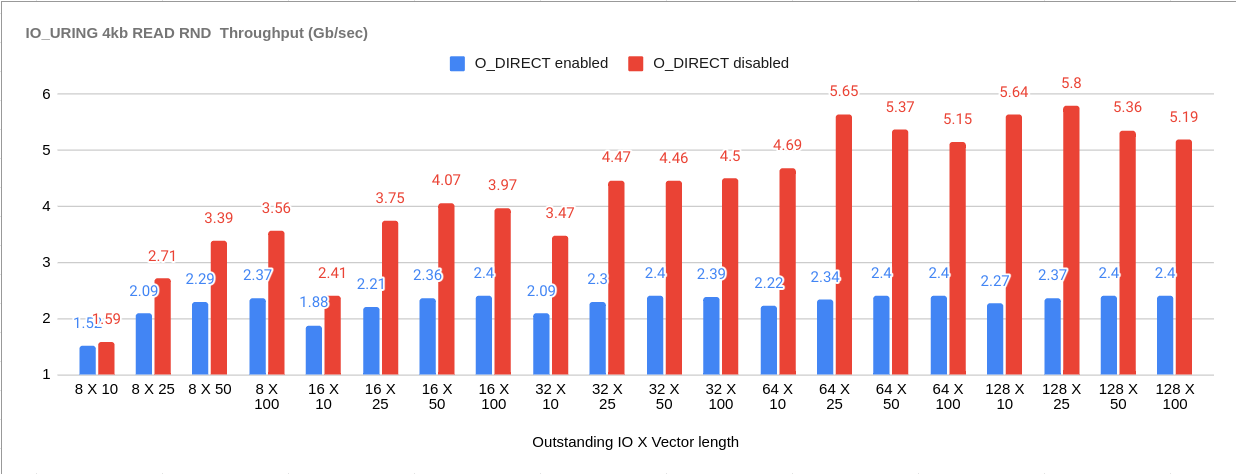 IO_URING 4kb READ RND  Throughput (Gb/sec)
O_DIRECT enabled
O_DIRECT disabled
6
5
4
3
2
1
1.52
1.59
2.09
2.71
2.29
3.39
2.37
3.56
1.88
2.41
2.21
3.75
2.36
4.07
2.4
3.97
2.09
3.47
2.3
4.47
2.4
4.46
2.39
4.5
2.22
4.69
2.34
5.65
2.4
5.37
2.4
5.15
2.27
5.64
2.37
5.8
2.4
5.36
2.4
5.19
8 X 10
8 X 25
8 X 50
8 X
100
16 X
10
16 X
25
16 X
50
16 X
100
32 X
10
32 X
25
32 X
50
32 X
100
64 X
10
64 X
25
64 X
50
64 X
100
128 X
10
128 X
25
128 X
50
128 X
100
Outstanding IO X Vector length